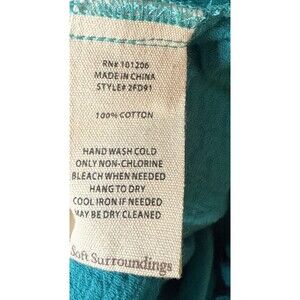 RN# 101206
MADE IN CHINA
STYLE# 2FD91
100% COTTON
HAND WASH COLD
ONLY NON-CHLORINE
BLEACH WHEN NEEDED
HANG TO DRY
COOL IRON IF NEEDED
MAY BE DRY CLEANED
Soft Surroundings